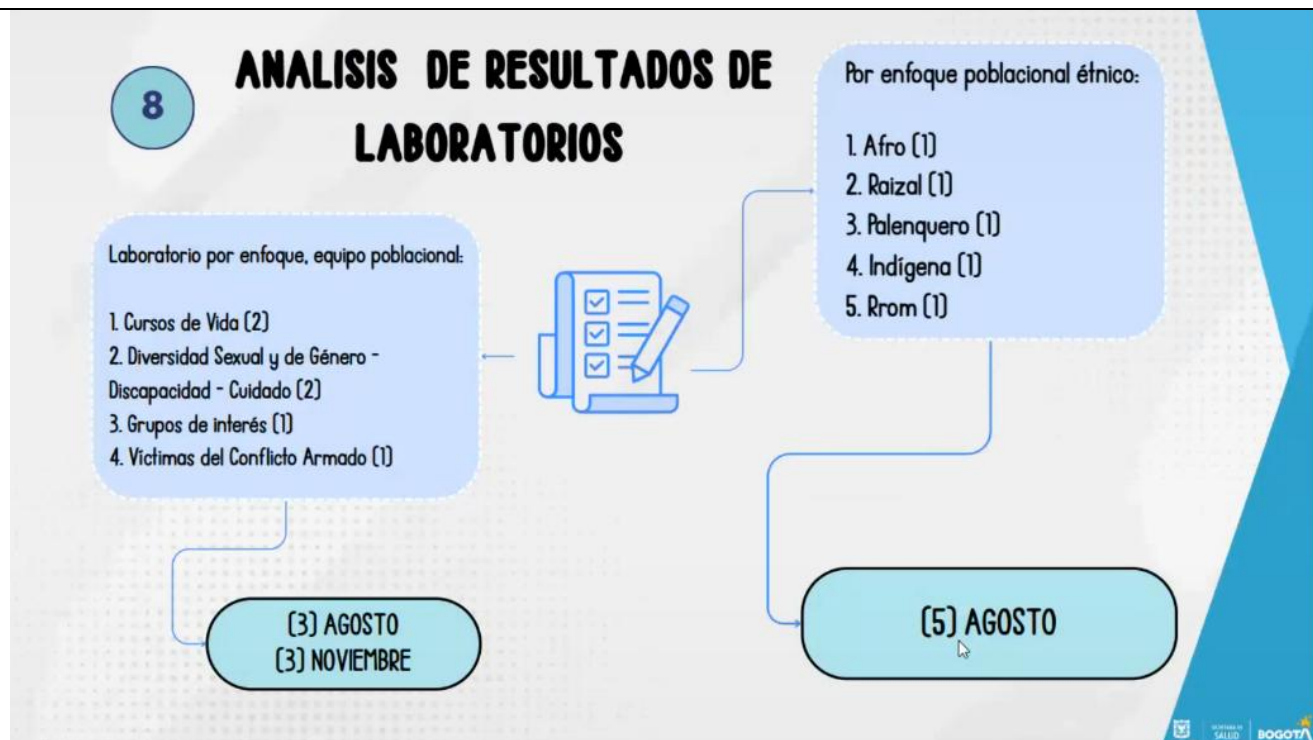 8
ANALISIS DE RESULTADOS DE
LABORATORIOS
Laboratorio por enfoque, equipo poblacional:
1. Cursos de Vida (2)
2. Diversidad Sexual y de Género -
Discapacidad - Cuidado (2)
3. Grupos de interés (1)
4. Víctimas del Conflicto Armado (1)
(3) AGOSTO
(3) NOVIEMBRE
Por enfoque poblacional étnico:
1. Afro (1)
2. Raizal (1)
3. Palenquero (1)
4. Indígena (1)
5. Rrom (1)
(5) AGOSTO
SECRETARÍA DE
SALUD
BOGOTÁ